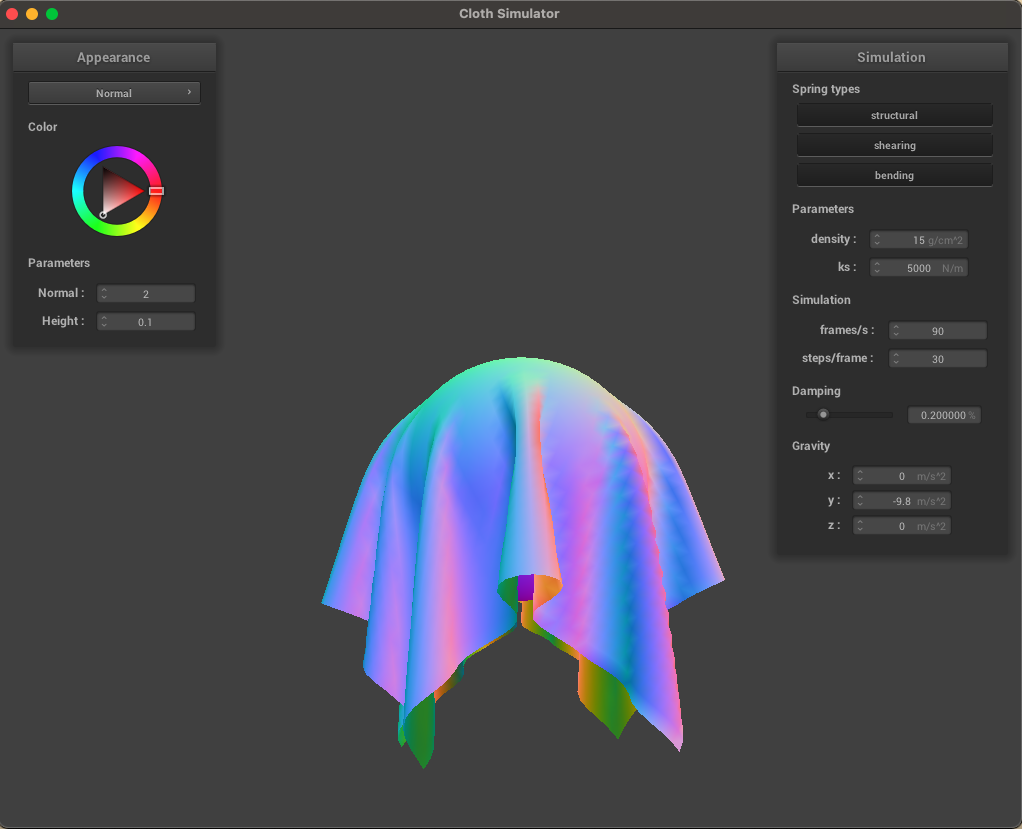 Cloth Simulator
Appearance
Normal
Color
Parameters
Normal : 2
Height : 0.1
Simulation
Spring types
structural
shearing
bending
Parameters
density : 15 g/cm^2
ks : 5000 N/m
Simulation
frames/s : 90
steps/frame : 30
Damping
0.200000 %
Gravity
x : 0 m/s^2
y : -9.8 m/s^2
z : 0 m/s^2